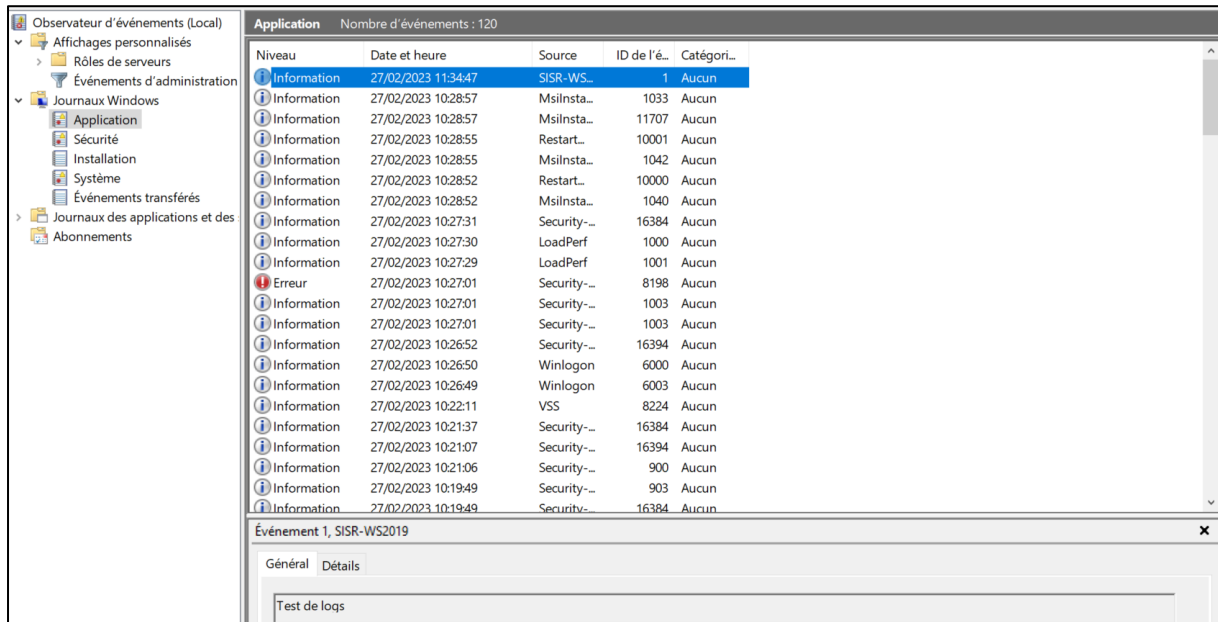 Observateur d'événements (Local)
Affichages personnalisés
Rôles de serveurs
Événements d'administration
Journaux Windows
Application
Sécurité
Installation
Système
Événements transférés
Journaux des applications et des
Abonnements
Application Nombre d'événements : 120
Niveau Date et heure Source ID de l'é... Catégori...
Information 27/02/2023 11:34:47 SISR-WS... 1 Aucun
Information 27/02/2023 10:28:57 MsiInsta... 1033 Aucun
Information 27/02/2023 10:28:57 MsiInsta... 11707 Aucun
Information 27/02/2023 10:28:55 Restart... 10001 Aucun
Information 27/02/2023 10:28:55 MsiInsta... 1042 Aucun
Information 27/02/2023 10:28:52 Restart... 10000 Aucun
Information 27/02/2023 10:28:52 MsiInsta... 1040 Aucun
Information 27/02/2023 10:27:31 Security-... 16384 Aucun
Information 27/02/2023 10:27:30 LoadPerf 1000 Aucun
Information 27/02/2023 10:27:29 LoadPerf 1001 Aucun
Erreur 27/02/2023 10:27:01 Security-... 8198 Aucun
Information 27/02/2023 10:27:01 Security-... 1003 Aucun
Information 27/02/2023 10:27:01 Security-... 1003 Aucun
Information 27/02/2023 10:26:52 Security-... 16394 Aucun
Information 27/02/2023 10:26:50 Winlogon 6000 Aucun
Information 27/02/2023 10:26:49 Winlogon 6003 Aucun
Information 27/02/2023 10:22:11 VSS 8224 Aucun
Information 27/02/2023 10:21:37 Security-... 16384 Aucun
Information 27/02/2023 10:21:07 Security-... 16394 Aucun
Information 27/02/2023 10:21:06 Security-... 900 Aucun
Information 27/02/2023 10:19:49 Security-... 903 Aucun
Information 27/02/2023 10:19:49 Security-... 16384 Aucun
Événement 1, SISR-WS2019
Général Détails
Test de logs